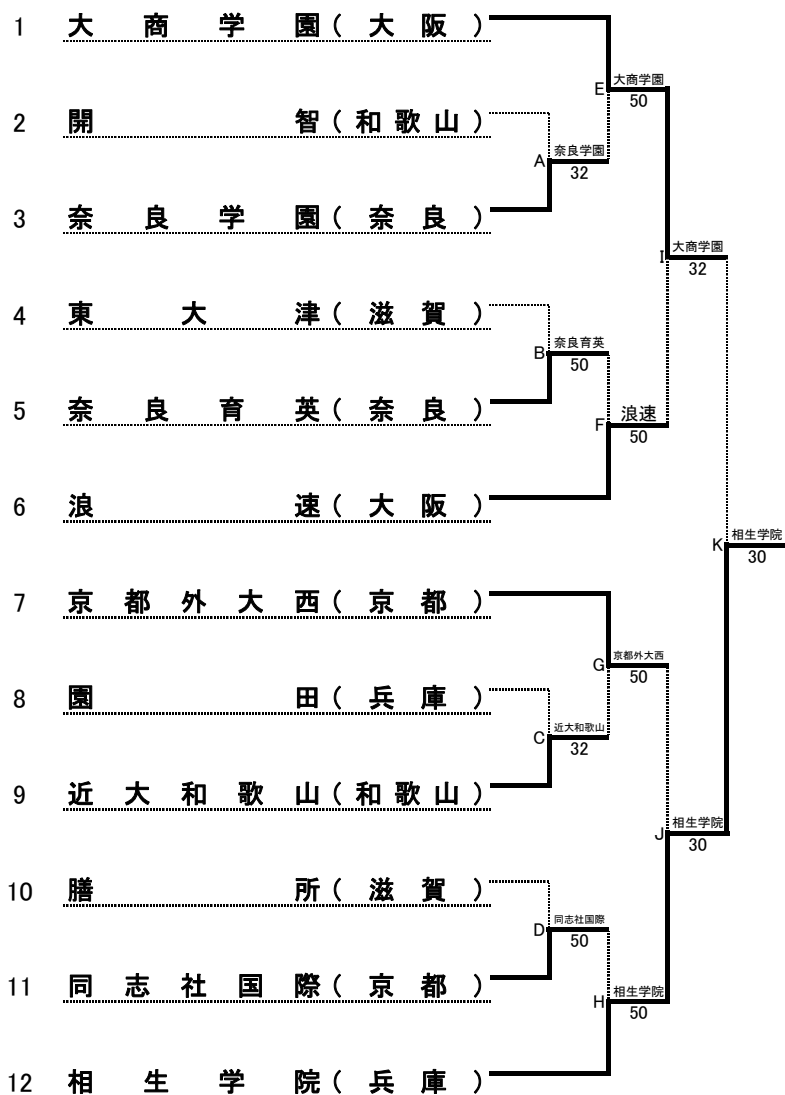 1 大商学園(大阪)
E 大商学園
50
2 開智(和歌山)
A 奈良学園
32
3 奈良学園(奈良)
I 大商学園
32
4 東大津(滋賀)
B 奈良育英
50
5 奈良育英(奈良)
F 浪速
50
6 浪速(大阪)
K 相生学院
30
7 京都外大西(京都)
G 京都外大西
50
8 園田(兵庫)
C 近大和歌山
32
9 近大和歌山(和歌山)
J 相生学院
30
10 膳所(滋賀)
D 同志社国際
50
11 同志社国際(京都)
H 相生学院
50
12 相生学院(兵庫)